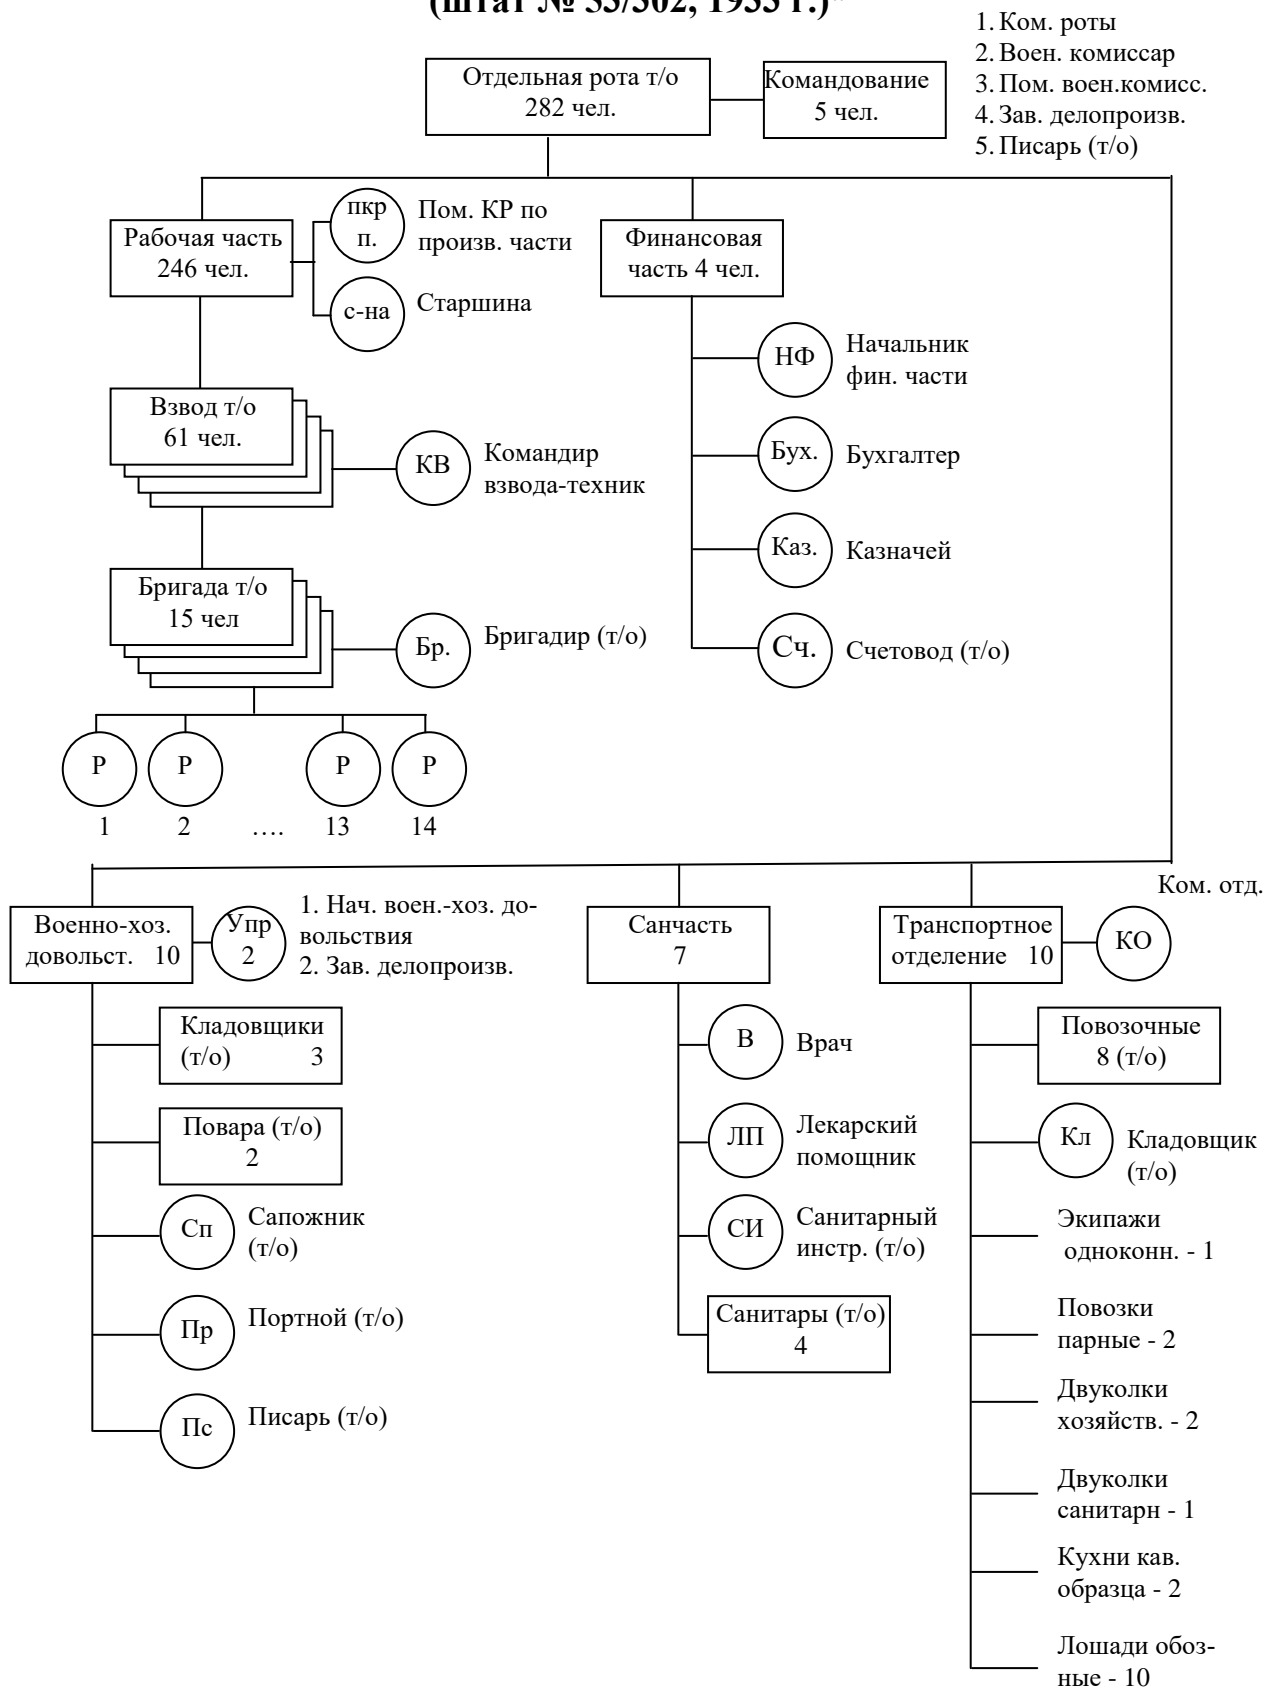 (штат № 33/302, 1933 г.)*
1. Ком. роты
2. Воен. комиссар
3. Пом. воен.комисс.
4. Зав. делопроизв.
5. Писарь (т/о)
Отдельная рота т/о
282 чел.
Командование
5 чел.
Рабочая часть
246 чел.
пкр
п.
Пом. КР по
произв. части
с-на
Старшина
Финансовая
часть 4 чел.
НФ
Начальник
фин. части
Бух.
Бухгалтер
Каз.
Казначей
Сч.
Счетовод (т/о)
Взвод т/о
61 чел.
КВ
Командир
взвода-техник
Бригада т/о
15 чел
Бр.
Бригадир (т/о)
Р
Р
Р
Р
1
2
....
13
14
Военно-хоз.
довольст. 10
Упр
2
1. Нач. воен.-хоз. до-
вольствия
2. Зав. делопроизв.
Кладовщики
(т/о) 3
Повара (т/о)
2
Сп
Сапожник
(т/о)
Пр
Портной (т/о)
Пс
Писарь (т/о)
Санчасть
7
В
Врач
ЛП
Лекарский
помощник
СИ
Санитарный
инстр. (т/о)
Санитары (т/о)
4
Ком. отд.
Транспортное
отделение 10
КО
Повозочные
8 (т/о)
Кл
Кладовщик
(т/о)
Экипажи
одноконн. - 1
Повозки
парные - 2
Двуколки
хозяйств. - 2
Двуколки
санитарн - 1
Кухни кав.
образца - 2
Лошади обоз-
ные - 10